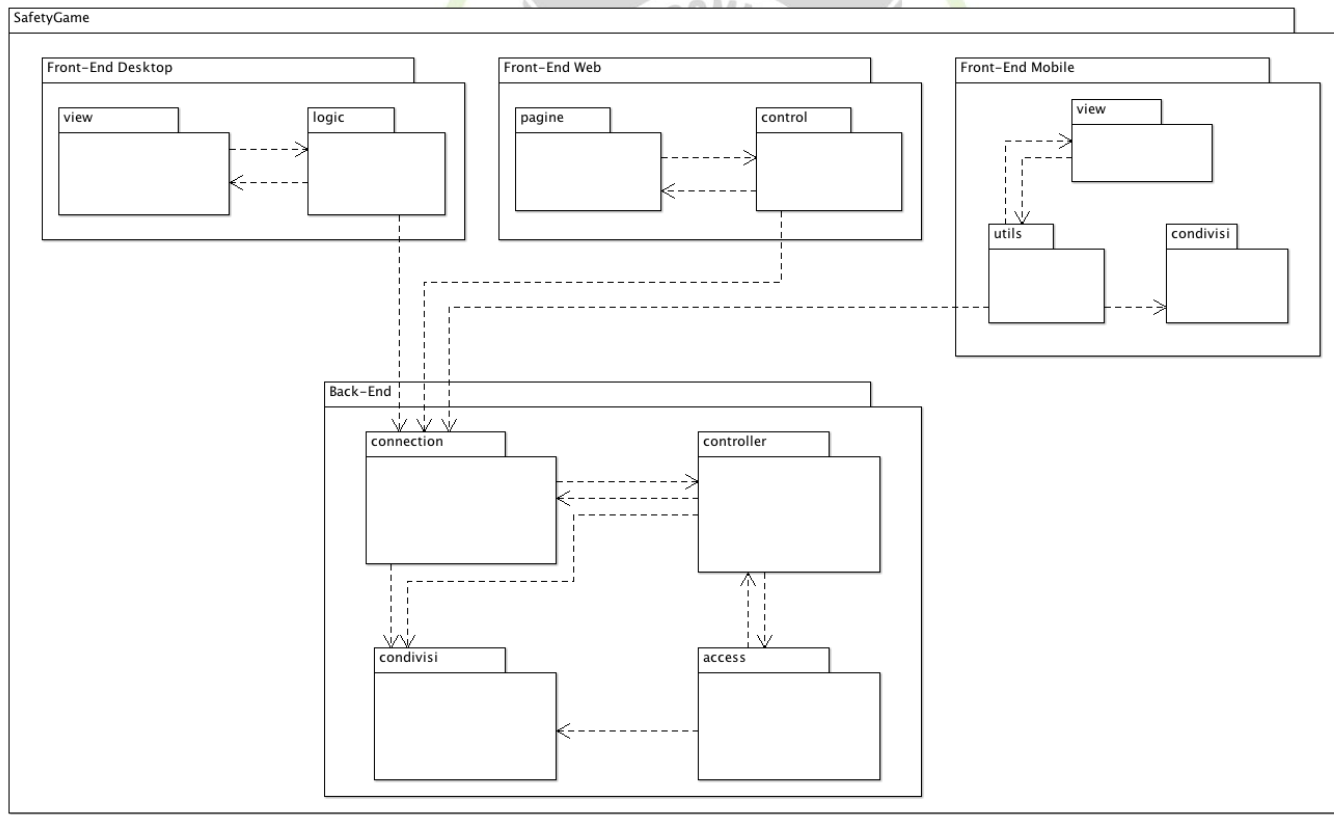 SafetyGame
Front-End Desktop
view
logic
Front-End Web
pagine
control
Front-End Mobile
view
utils
condivisi
Back-End
connection
controller
condivisi
access